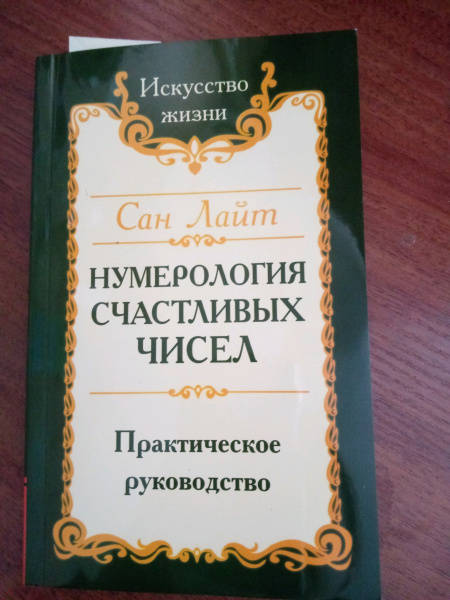 Искусство
жизни
Сан Лайт
НУМЕРОЛОГИЯ
СЧАСТЛИВЫХ
ЧИСЕЛ
Практическое
руководство